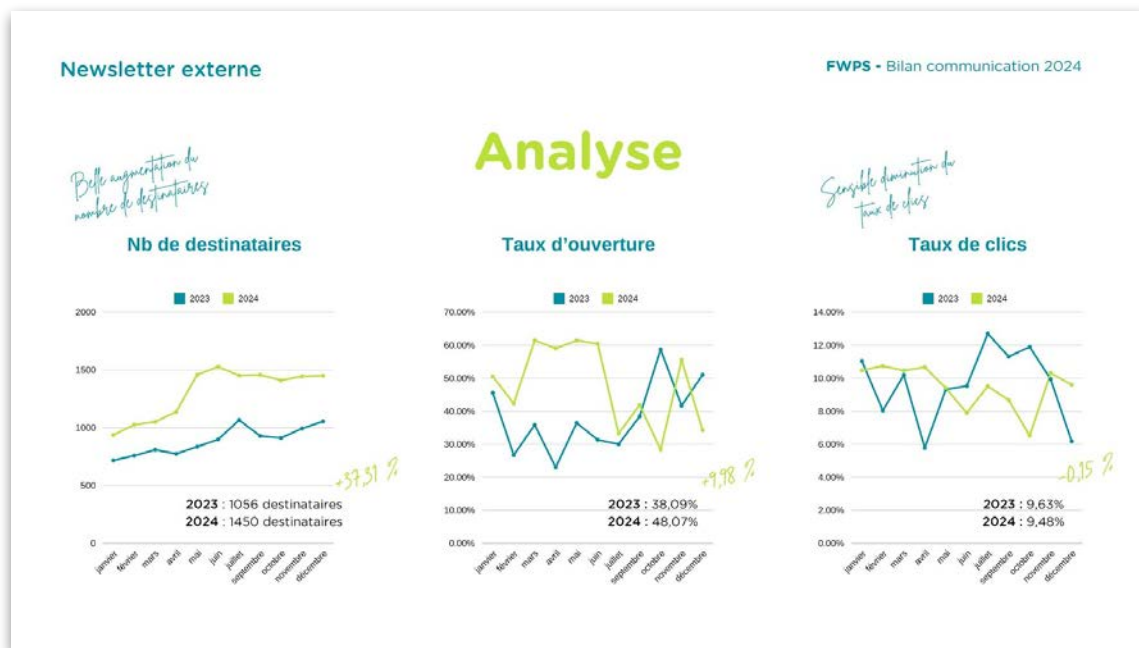 Newsletter externe
FWPS - Bilan communication 2024
Analyse
Belle augmentation du
nombre de destinataires
Sensible diminution du
taux de clics
Nb de destinataires
2023 2024
2000
1500
1000
500
0
janvier
février
mars
avril
mai
juin
juillet
septembre
octobre
novembre
décembre
+37,31 %
2023 : 1056 destinataires
2024 : 1450 destinataires
Taux d’ouverture
2023 2024
70.00%
60.00%
50.00%
40.00%
30.00%
20.00%
10.00%
0.00%
janvier
février
mars
avril
mai
juin
juillet
septembre
octobre
novembre
décembre
+9,98 %
2023 : 38,09%
2024 : 48,07%
Taux de clics
2023 2024
14.00%
12.00%
10.00%
8.00%
6.00%
4.00%
2.00%
0.00%
janvier
février
mars
avril
mai
juin
juillet
septembre
octobre
novembre
décembre
-0,15 %
2023 : 9,63%
2024 : 9,48%